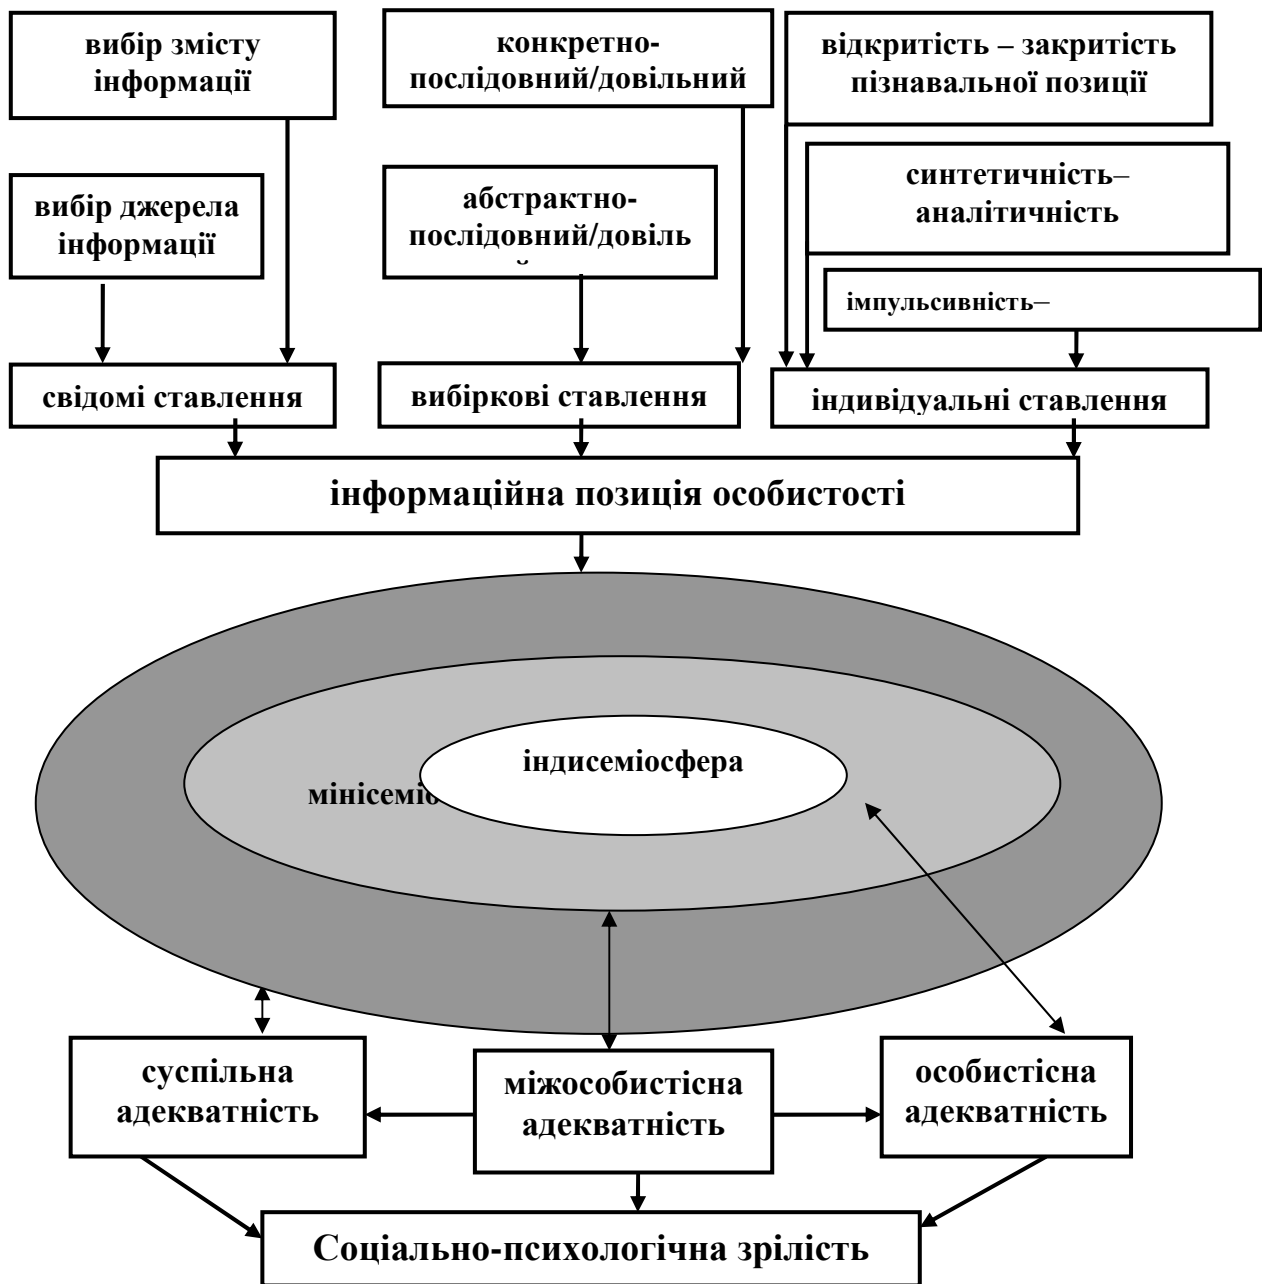 вибір змісту
інформації
конкретно-
послідовний/довільний
відкритість – закритість
пізнавальної позиції
вибір джерела
інформації
абстрактно-
послідовний/довіль
й
синтетичність–
аналітичність
імпульсивність–
свідомі ставлення
вибіркові ставлення
індивідуальні ставлення
інформаційна позиція особистості
індисеміосфера
мінісемі
суспільна
адекватність
міжособистісна
адекватність
особистісна
адекватність
Соціально-психологічна зрілість